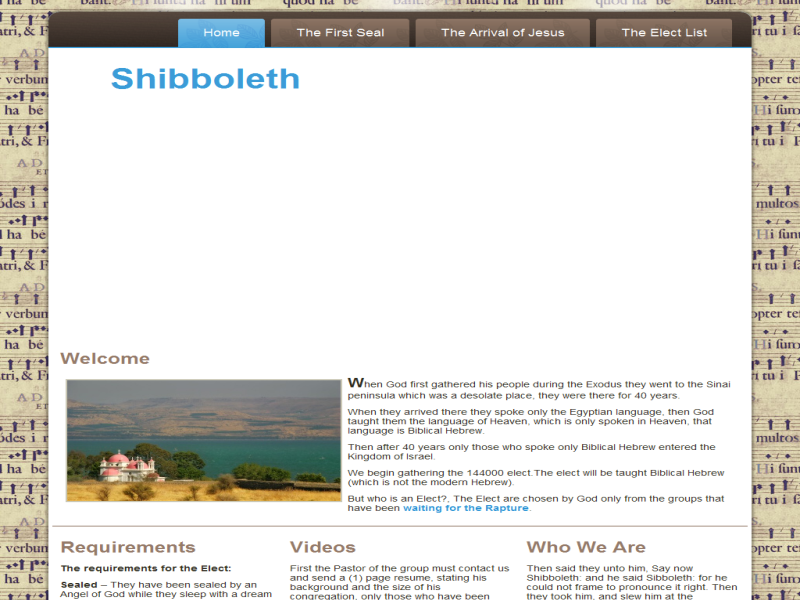 Home
The First Seal
The Arrival of Jesus
The Elect List
Shibboleth
Welcome
When God first gathered his people during the Exodus they went to the Sinai
peninsula which was a desolate place, they were there for 40 years.
When they arrived there they spoke only the Egyptian language, then God
taught them the language of Heaven, which is only spoken in Heaven, that
language is Biblical Hebrew.
Then after 40 years only those who spoke only Biblical Hebrew entered the
Kingdom of Israel.
We begin gathering the 144000 elect.The elect will be taught Biblical Hebrew
(which is not the modern Hebrew).
But who is an Elect?, The Elect are chosen by God only from the groups that
have been waiting for the Rapture.
Requirements
The requirements for the Elect:
Sealed – They have been sealed by an
Angel of God while they sleep with a dream
Videos
First the Pastor of the group must contact us
and send a (1) page resume, stating his
background and the size of his
congregation, only those who have been
Who We Are
Then said they unto him, Say now
Shibboleth: and he said Sibboleth: for he
could not frame to pronounce it right. Then
they took him, and slew him at the